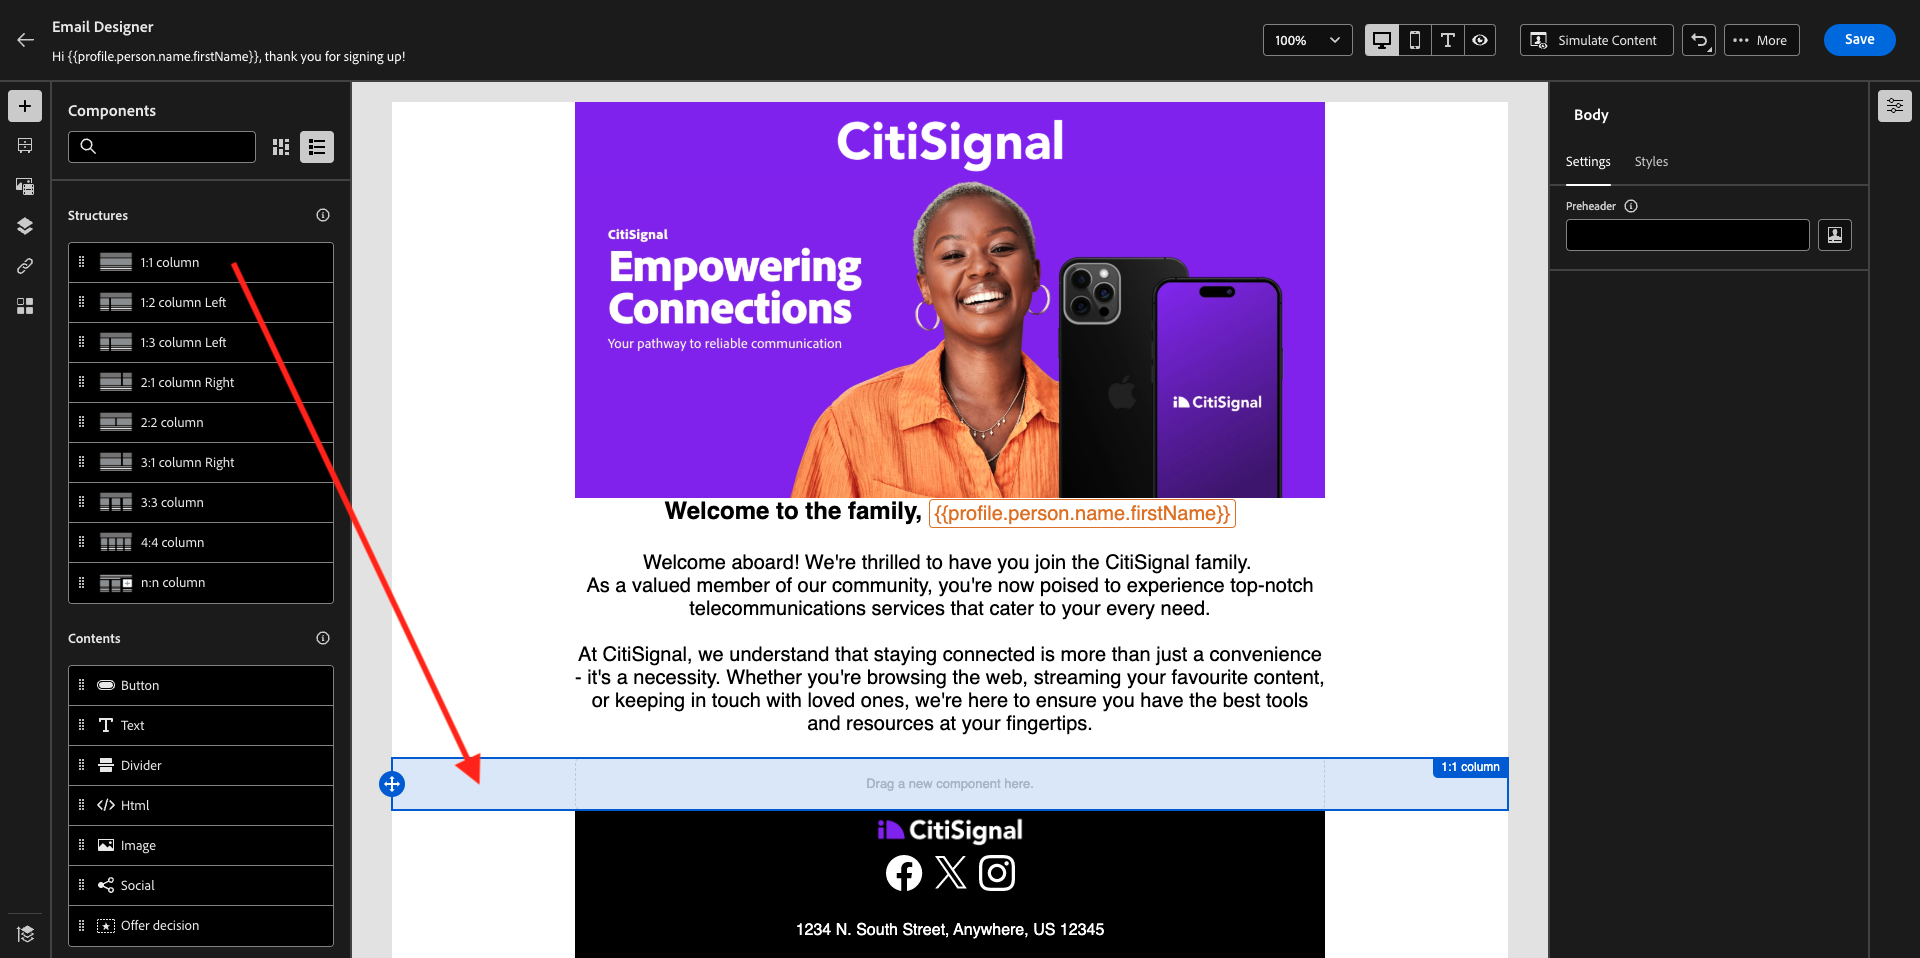 Email Designer
Hi {{profile.person.name.firstName}}, thank you for signing up!
100%
Simulate Content
More
Save
Components
Structures
1:1 column
1:2 column Left
1:3 column Left
2:1 column Right
2:2 column
3:1 column Right
3:3 column
4:4 column
n:n column
Contents
Button
Text
Divider
Html
Image
Social
Offer decision
CitiSignal
CitiSignal
Empowering
Connections
Your pathway to reliable communication
CitiSignal
Welcome to the family, {{profile.person.name.firstName}}
Welcome aboard! We're thrilled to have you join the CitiSignal family.
As a valued member of our community, you're now poised to experience top-notch
telecommunications services that cater to your every need.
At CitiSignal, we understand that staying connected is more than just a convenience
- it's a necessity. Whether you're browsing the web, streaming your favourite content,
or keeping in touch with loved ones, we're here to ensure you have the best tools
and resources at your fingertips.
1:1 column
Drag a new component here.
CitiSignal
1234 N. South Street, Anywhere, US 12345
Body
Settings
Styles
Preheader